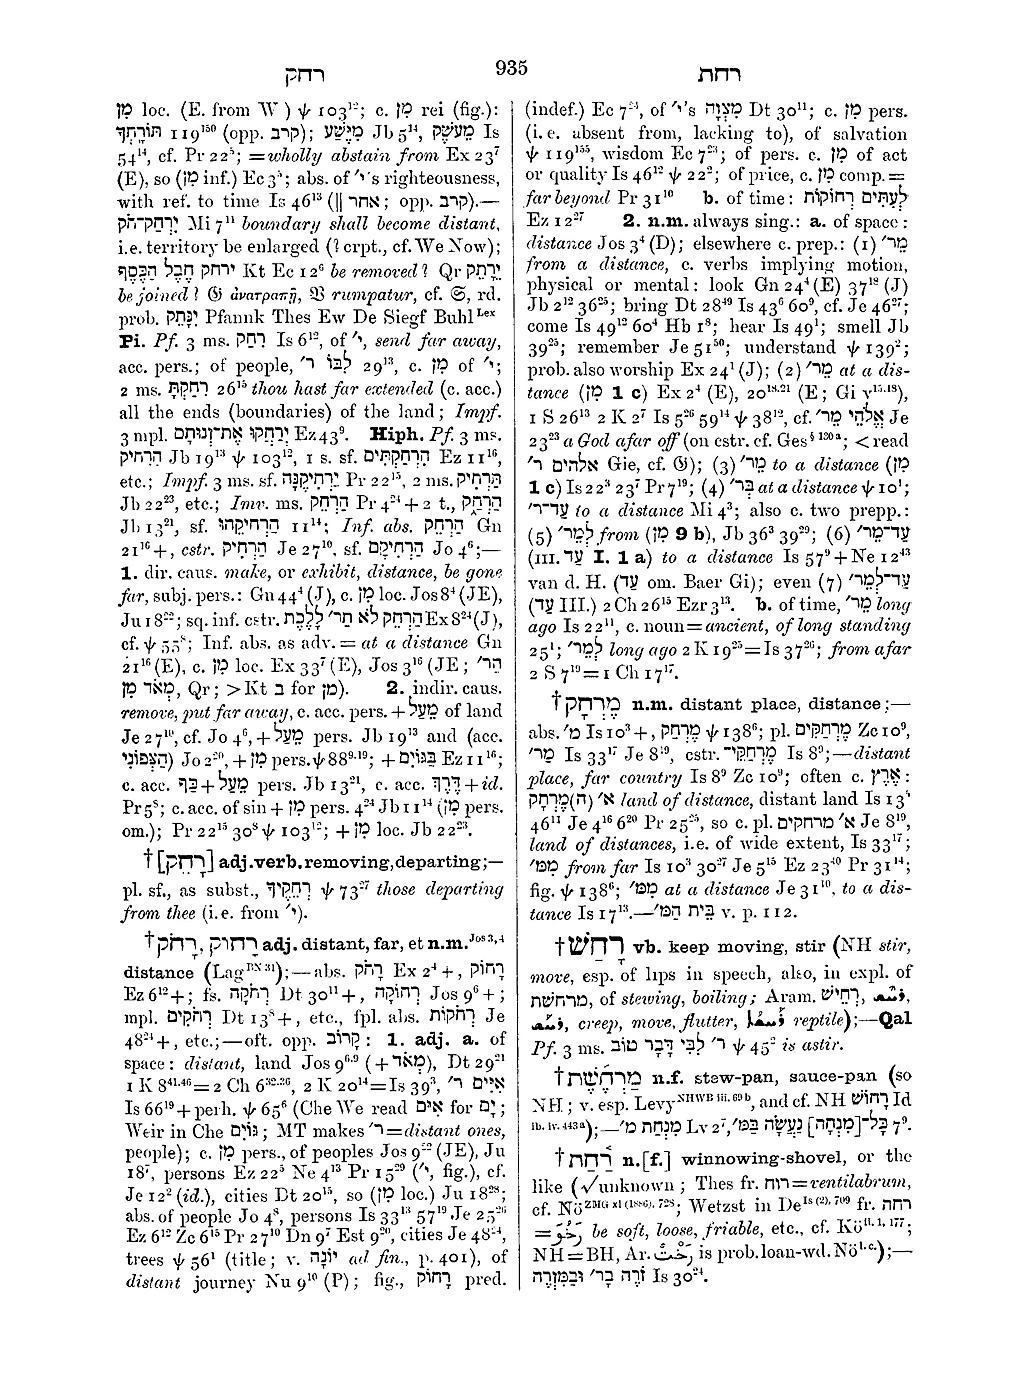 רחק
935
רחת
מִן loc. (E. from W) ψ 103¹²; c. מִן rei (fig.):
תּוֹרָתְךָ 119¹⁵⁰ (opp. קרב); מִיֶּשַׁע Jb 5¹⁴, מֵעשֶׁק Is
54¹⁴, cf. Pr 22⁵; =wholly abstain from Ex 23⁷
(E), so (מִן inf.) Ec 3⁵; abs. of י״s righteousness,
with ref. to time Is 46¹³ (|| אחר; opp. קרב).—
יִרְחַק־חֹק Mi 7¹¹ boundary shall become distant,
i.e. territory be enlarged (? crpt., cf. We Now);
ירחק חֶבֶל הַכֶּסֶף Kt Ec 12⁶ be removed? Qr יֵרָתֵק
be joined? 𝔊 ἀνατραπῇ, 𝔙 rumpatur, cf. 𝔖, rd.
prob. יִנָּתֵק Pfannk Thes Ew De Siegf Buhl Lex
Pi. Pf. 3 ms. רִחַק Is 6¹², of י׳, send far away,
acc. pers.; of people, לִבּוֹ ר׳ 29¹³, c. מִן of י׳;
2 ms. רִחַקְתָּ 26¹⁵ thou hast far extended (c. acc.)
all the ends (boundaries) of the land; Impf.
3 mpl. יְרַחֲקוּ אֶת־זְנוּתָם Ez 43⁹. Hiph. Pf. 3 ms.
הִרְחִיק Jb 19¹³ ψ 103¹², 1 s. sf. הִרְחַקְתִּים Ez 11¹⁶,
etc.; Impf. 3 ms. sf. יַרְחִיקֶנָּה Pr 22¹⁵, 2 ms. תַּרְחִיק
Jb 22²³, etc.; Imv. ms. הַרְחֵק Pr 4²⁴ + 2 t., הַרְחַק
Jb 13²¹, sf. הַרְחִיקֵהוּ 11¹⁴; Inf. abs. הַרְחֵק Gn
21¹⁶+, cstr. הַרְחִיק Je 27¹⁰, sf. הַרְחִיקָם Jo 4⁶;—
1. dir. caus. make, or exhibit, distance, be gone
far, subj. pers.: Gn 44⁴ (J), c. מִן loc. Jos 8⁴ (JE),
Ju 18²²; sq. inf. cstr. הַרְחֵק לֹא תַר׳ לָלֶכֶת Ex 8²⁴ (J),
cf. ψ 55⁸; Inf. abs. as adv. = at a distance Gn
21¹⁶ (E), c. מִן loc. Ex 33⁷ (E), Jos 3¹⁶ (JE; הַר׳
מְאֹד מִן, Qr; > Kt ב for מן). 2. indir. caus.
remove, put far away, c. acc. pers. + מֵעַל of land
Je 27¹⁰, cf. Jo 4⁶, + מֵעַל pers. Jb 19¹³ and (acc.
הַצְּפוֹנִי) Jo 2²⁰, + מִן pers. ψ 88⁹·¹⁹; + בַּגּוֹיִם Ez 11¹⁶;
c. acc. כַּף + מֵעַל pers. Jb 13²¹, c. acc. דֶּרֶךְ + id.
Pr 5⁸; c. acc. of sin + מִן pers. 4²⁴ Jb 11¹⁴ (מִן pers.
om.); Pr 22¹⁵ 30⁸ ψ 103¹²; + מִן loc. Jb 22²³.
†[רָחֵק] adj. verb. removing, departing;—
pl. sf., as subst., רְחֵקֶיךָ ψ 73²⁷ those departing
from thee (i.e. from י׳).
†רָחוֹק, רָחֹק adj. distant, far, et n.m. Jos 3, 4
distance (Lag BN 31);—abs. רָחֹק Ex 2⁴ +, רָחוֹק
Ez 6¹² +; fs. רְחֹקָה Dt 30¹¹ +, רְחוֹקָה Jos 9⁶ +;
mpl. רְחֹקִים Dt 13⁸ +, etc., fpl. abs. רְחֹקוֹת Je
48²⁴ +, etc.;—oft. opp. קָרוֹב: 1. adj. a. of
space: distant, land Jos 9⁶·⁹ (+ מְאֹד), Dt 29²¹
1 K 8⁴¹·⁴⁶ = 2 Ch 6³²·³⁶, 2 K 20¹⁴ = Is 39³, אִיִּים ר׳
Is 66¹⁹ + perh. ψ 65⁶ (Che We read אִיִּים for יָם;
Weir in Che גּוֹיִם; MT makes ר׳ = distant ones,
people); c. מִן pers., of peoples Jos 9²² (JE), Ju
18⁷, persons Ez 22⁵ Ne 4¹³ Pr 15²⁹ (י׳, fig.), cf.
Je 12² (id.), cities Dt 20¹⁵, so (מִן loc.) Ju 18²⁸;
abs. of people Jo 4⁸, persons Is 33¹³ 57¹⁹ Je 25²⁶
Ez 6¹² Zc 6¹⁵ Pr 27¹⁰ Dn 9⁷ Est 9²⁰, cities Je 48²⁴,
trees ψ 56¹ (title; v. יוֹנָה ad fin., p. 401), of
distant journey Nu 9¹⁰ (P); fig., רָחוֹק pred.
(indef.) Ec 7²⁴, of י׳'s מִצְוָה Dt 30¹¹; c. מִן pers.
(i.e. absent from, lacking to), of salvation
ψ 119¹⁵⁵, wisdom Ec 7²³; of pers. c. מִן of act
or quality Is 46¹² ψ 22²; of price, c. מִן comp. =
far beyond Pr 31¹⁰ b. of time: לְעִתִּים רְחוֹקוֹת
Ez 12²⁷ 2. n.m. always sing.: a. of space:
distance Jos 3⁴ (D); elsewhere c. prep.: (1) מֵר׳
from a distance, c. verbs implying motion,
physical or mental: look Gn 24⁴ (E) 37¹⁸ (J)
Jb 2¹² 36²⁵; bring Dt 28⁴⁹ Is 43⁶ 60⁹, cf. Je 46²⁷;
come Is 49¹² 60⁴ Hb 1⁸; hear Is 49¹; smell Jb
39²⁵; remember Je 51⁵⁰; understand ψ 139²;
prob. also worship Ex 24¹ (J); (2) מֵר׳ at a dis-
tance (מִן 1 c) Ex 2⁴ (E), 20¹⁸·²¹ (E; Gi v¹⁵·¹⁸),
1 S 26¹³ 2 K 2⁷ Is 5²⁶ 59¹⁴ ψ 38¹², cf. אֱלֹהֵי מֵר׳ Je
23²³ a God afar off (on cstr. cf. Ges § 130 a; < read
אלהים ר׳ Gie, cf. 𝔊); (3) מֵר׳ to a distance (מִן
1 c) Is 22³ 23⁷ Pr 7¹⁹; (4) בְּר׳ at a distance ψ 10¹;
עַד־ר׳ to a distance Mi 4³; also c. two prepp.:
(5) לְמֵר׳ from (מִן 9 b), Jb 36³ 39²⁹; (6) עַד־מֵר׳
(III. עַד I. 1 a) to a distance Is 57⁹ + Ne 12⁴³
van d. H. (עַד om. Baer Gi); even (7) עַד־לְמֵר׳
(עַד III.) 2 Ch 26¹⁵ Ezr 3¹³. b. of time, מֵר׳ long
ago Is 22¹¹, c. noun = ancient, of long standing
25¹; לְמֵר׳ long ago 2 K 19²⁵ = Is 37²⁶; from afar
2 S 7¹⁹ = 1 Ch 17¹⁷.
†מֶרְחָק n.m. distant place, distance;—
abs. מ׳ Is 10³ +, מֶרְחָק ψ 138⁶; pl. מֶרְחַקִּים Zc 10⁹,
מַר׳ Is 33¹⁷ Je 8¹⁹, cstr. מֶרְחַקֵּי־ Is 8⁹;—distant
place, far country Is 8⁹ Zc 10⁹; often c. אֶרֶץ:
א׳ (הַ)מֶּרְחָק land of distance, distant land Is 13⁵
46¹¹ Je 4¹⁶ 6²⁰ Pr 25²⁵, so c. pl. א׳ מרחקים Je 8¹⁹,
land of distances, i.e. of wide extent, Is 33¹⁷;
מִמּ׳ from far Is 10³ 30²⁷ Je 5¹⁵ Ez 23⁴⁰ Pr 31¹⁴;
fig. ψ 138⁶; מִמּ׳ at a distance Je 31¹⁰, to a dis-
tance Is 17¹³.—בֵּית הַמּ׳ v. p. 112.
†רָחַשׁ vb. keep moving, stir (NH stir,
move, esp. of lips in speech, also, in expl. of
מרחשת, of stewing, boiling; Aram. רְחֵישׁ,
creep, move, flutter, reptile);—Qal
Pf. 3 ms. ר׳ לִבִּי דָּבָר טוֹב ψ 45² is astir.
†מַרְחֶשֶׁת n.f. stew-pan, sauce-pan (so
NH; v. esp. Levy NHWB iii. 69 b, and cf. NH רָחוֹשׁ Id
ib. iv. 443 a);—מִנְחַת מ׳ Lv 2⁷, כָּל־[מִנְחָה] נַעֲשָׂה בַמּ׳ 7⁹.
†רַחַת n.[f.] winnowing-shovel, or the
like (√unknown; Thes fr. רוח = ventilabrum,
cf. Nö ZMG xl (1886), 728; Wetzst in De Is (2), 709 fr. רחת
= be soft, loose, friable, etc., cf. Kö ii. 1, 177;
NH = BH, Ar. is prob. loan-wd. Nö l.c.);—
זֹרֶה בָר׳ וּבַמִּזְרֶה Is 30²⁴.